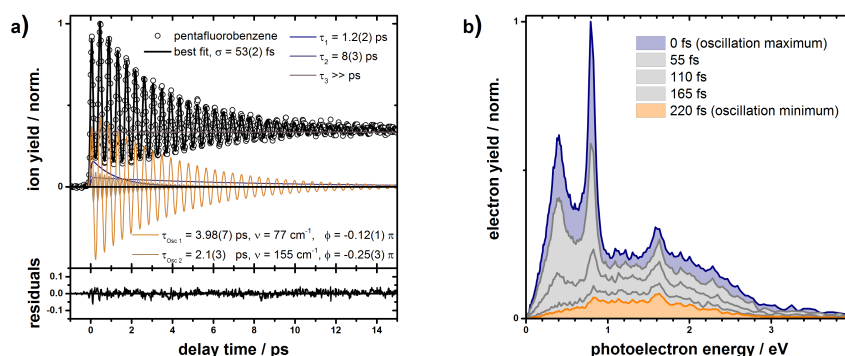 a)
pentafluorobenzene
best fit, σ = 53(2) fs
τ1 = 1.2(2) ps
τ2 = 8(3) ps
τ3 >> ps
ion yield / norm.
1
0
τOsc 1 = 3.98(7) ps, ν = 77 cm⁻¹, ϕ = -0.12(1) π
τOsc 2 = 2.1(3) ps, ν = 155 cm⁻¹, ϕ = -0.25(3) π
residuals
0.1
0.0
-0.1
0 2 4 6 8 10 12 14
delay time / ps
b)
1
0 fs (oscillation maximum)
55 fs
110 fs
165 fs
220 fs (oscillation minimum)
electron yield / norm.
0
0 1 2 3
photoelectron energy / eV